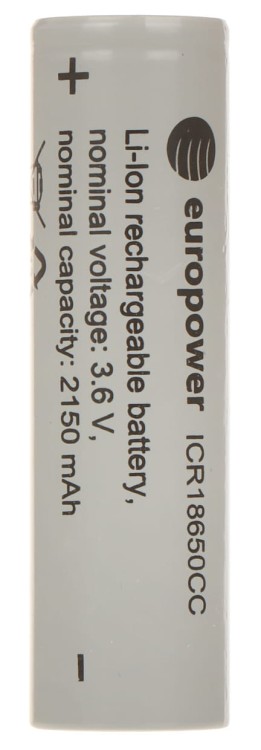 europower ICR18650CC
Li-Ion rechargeable battery,
nominal voltage: 3.6 V,
nominal capacity: 2150 mAh
+ -